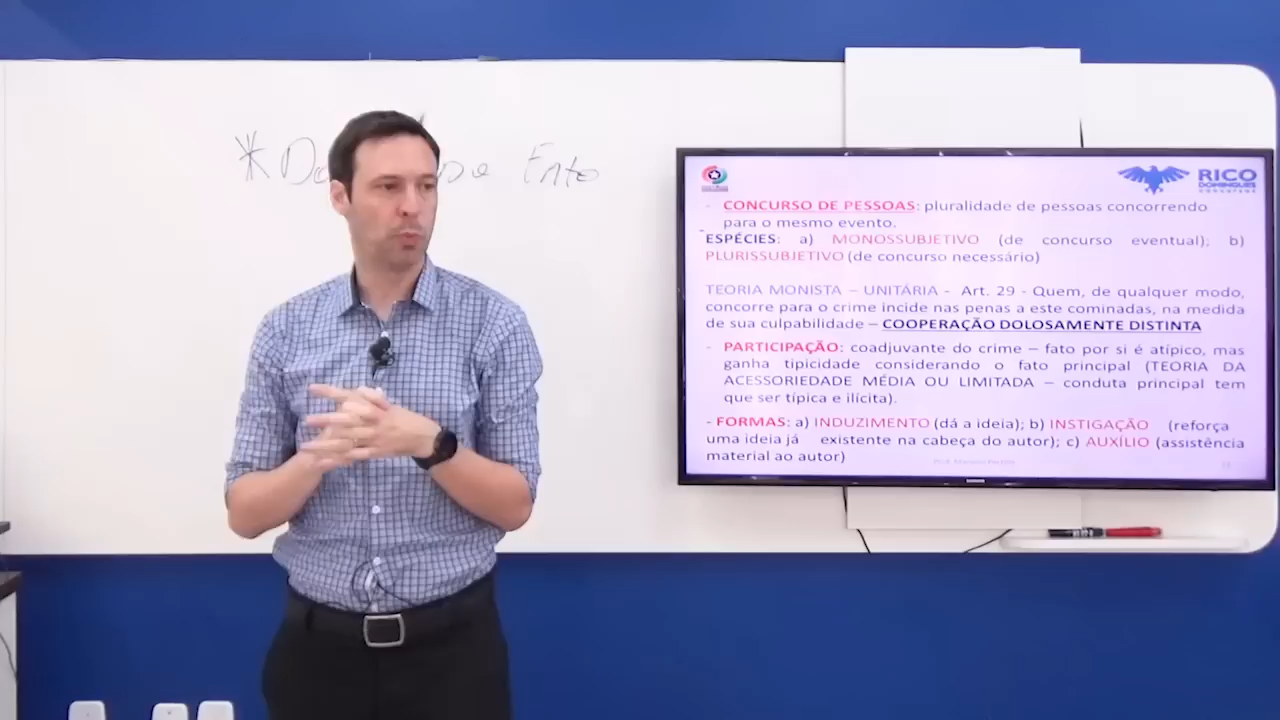 * Do
RICO
DOMINGUES
- CONCURSO DE PESSOAS: pluralidade de pessoas concorrendo
para o mesmo evento.
ESPÉCIES: a) MONOSSUBJETIVO (de concurso eventual); b)
PLURISSUBJETIVO (de concurso necessário)
TEORIA MONISTA – UNITÁRIA - Art. 29 - Quem, de qualquer modo,
concorre para o crime incide nas penas a este cominadas, na medida
de sua culpabilidade – COOPERAÇÃO DOLOSAMENTE DISTINTA
- PARTICIPAÇÃO: coadjuvante do crime – fato por si é atípico, mas
ganha tipicidade considerando o fato principal (TEORIA DA
ACESSORIEDADE MÉDIA OU LIMITADA – conduta principal tem
que ser típica e ilícita).
- FORMAS: a) INDUZIMENTO (dá a ideia); b) INSTIGAÇÃO (reforça
uma ideia já existente na cabeça do autor); c) AUXÍLIO (assistência
material ao autor)